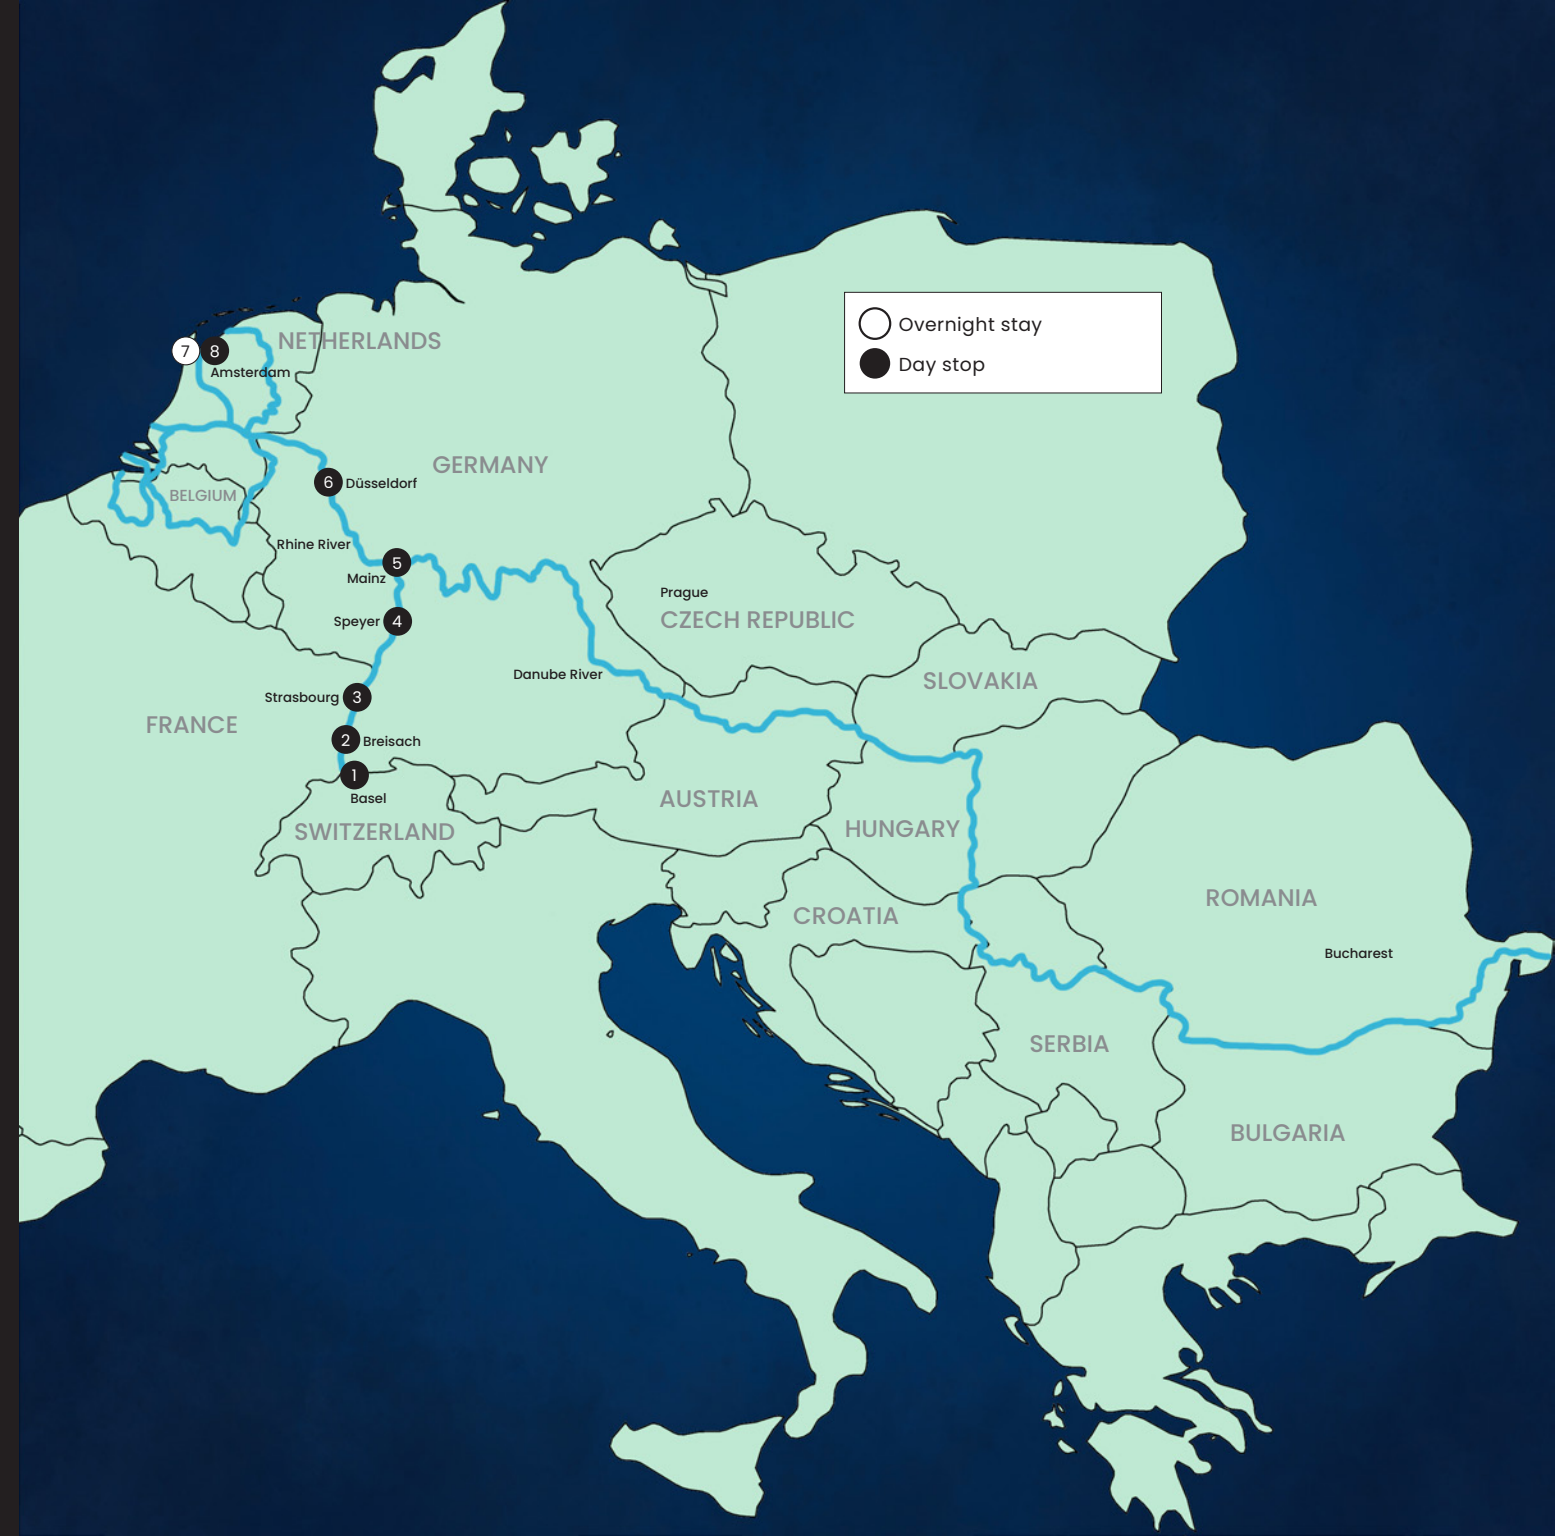 Overnight stay
Day stop
NETHERLANDS
7
8
Amsterdam
GERMANY
6
Düsseldorf
BELGIUM
Rhine River
5
Mainz
Prague
CZECH REPUBLIC
Speyer
4
Danube River
SLOVAKIA
Strasbourg
3
FRANCE
2
Breisach
1
Basel
AUSTRIA
SWITZERLAND
HUNGARY
ROMANIA
CROATIA
Bucharest
SERBIA
BULGARIA